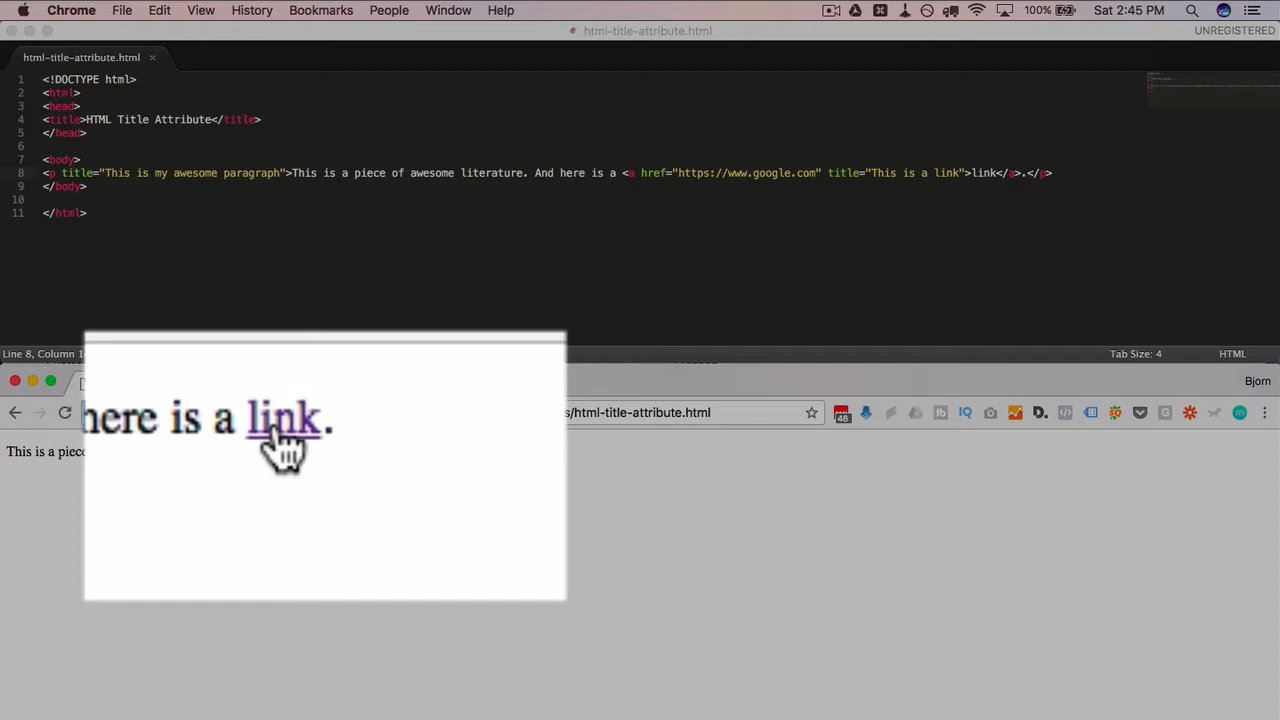 Chrome File Edit View History Bookmarks People Window Help 100% Sat 2:45 PM
html-title-attribute.html UNREGISTERED
html-title-attribute.html ×
1 <!DOCTYPE html>
2 <html>
3 <head>
4 <title>HTML Title Attribute</title>
5 </head>
6
7 <body>
8 <p title="This is my awesome paragraph">This is a piece of awesome literature. And here is a <a href="https://www.google.com" title="This is a link">link</a>.</p>
9 </body>
10
11 </html>
Line 8, Column 1 Tab Size: 4 HTML
Bjorn
s/html-title-attribute.html 46 fb IQ D. G m
This is a piec
here is a link.